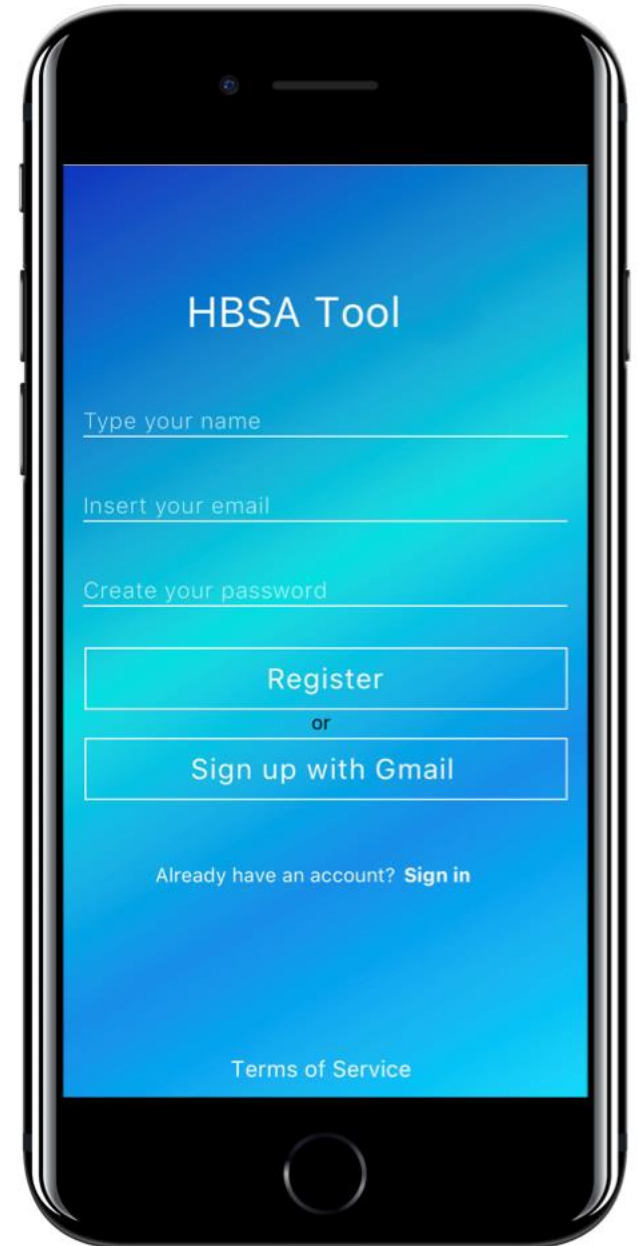 HBSA Tool
Type your name
Insert your email
Create your password
Register
or
Sign up with Gmail
Already have an account? Sign in
Terms of Service